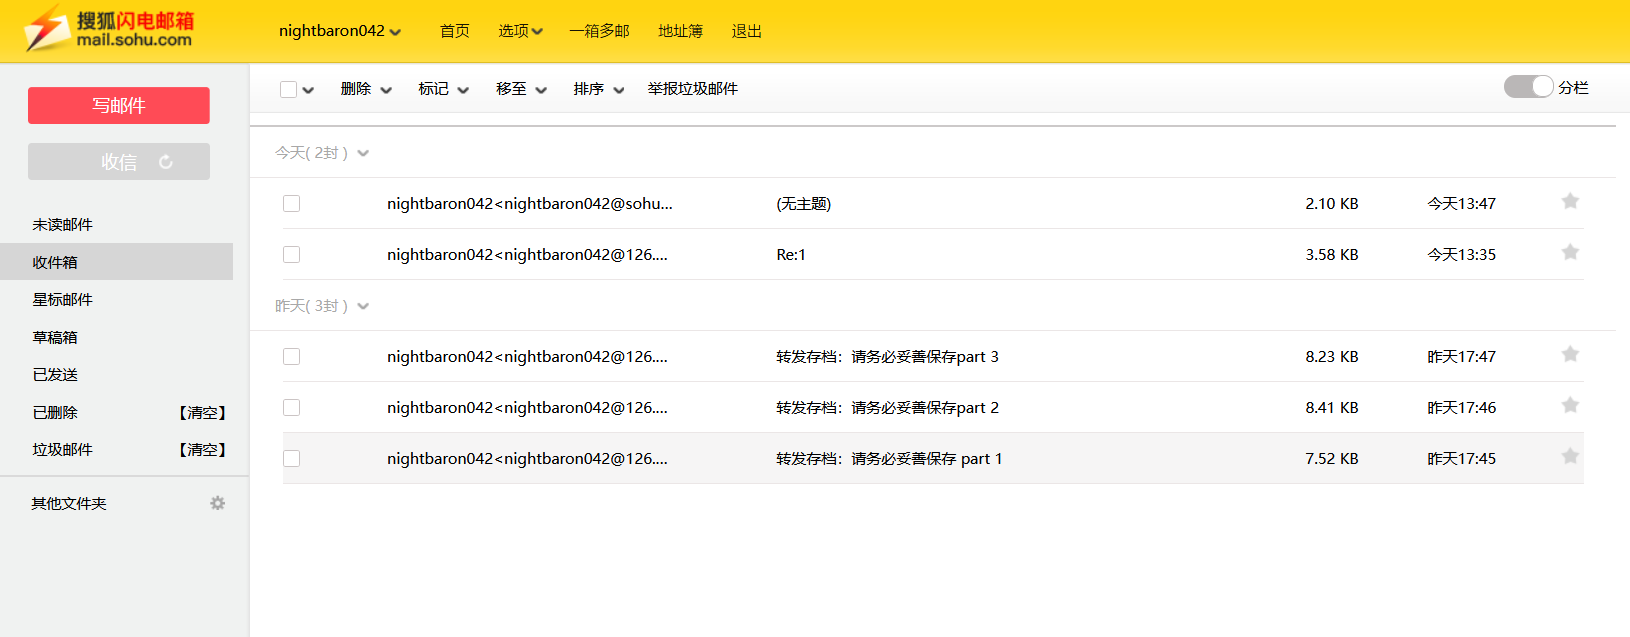 搜狐闪电邮箱
mail.sohu.com
nightbaron042 首页 选项 一箱多邮 地址簿 退出
写邮件
收信
未读邮件
收件箱
星标邮件
草稿箱
已发送
已删除 【清空】
垃圾邮件 【清空】
其他文件夹
删除 标记 移至 排序 举报垃圾邮件 分栏
今天( 2封 )
nightbaron042<nightbaron042@sohu... (无主题) 2.10 KB 今天13:47
nightbaron042<nightbaron042@126.... Re:1 3.58 KB 今天13:35
昨天( 3封 )
nightbaron042<nightbaron042@126.... 转发存档：请务必妥善保存part 3 8.23 KB 昨天17:47
nightbaron042<nightbaron042@126.... 转发存档：请务必妥善保存part 2 8.41 KB 昨天17:46
nightbaron042<nightbaron042@126.... 转发存档：请务必妥善保存 part 1 7.52 KB 昨天17:45